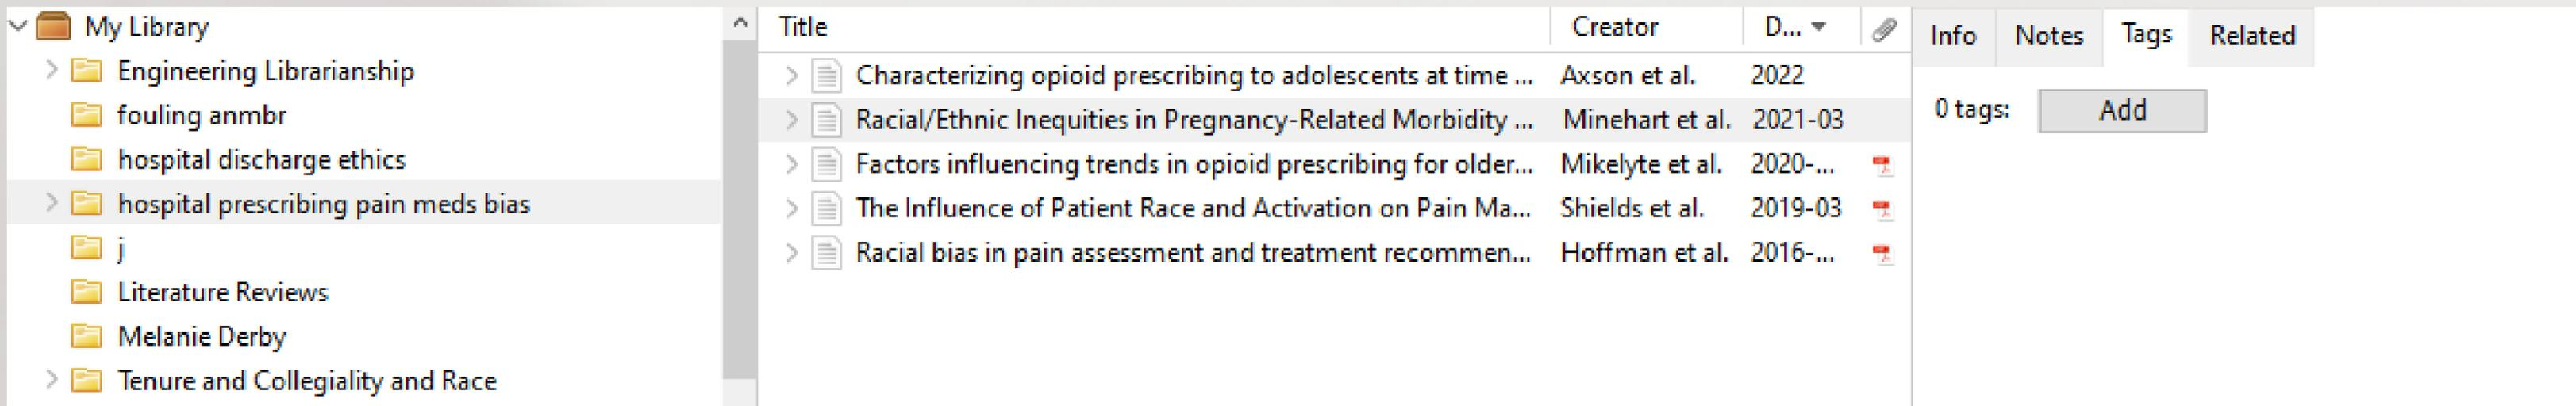 My Library
Engineering Librarianship
fouling anmbr
hospital discharge ethics
hospital prescribing pain meds bias
j
Literature Reviews
Melanie Derby
Tenure and Collegiality and Race
Title Creator D...
Characterizing opioid prescribing to adolescents at time ... Axson et al. 2022
Racial/Ethnic Inequities in Pregnancy-Related Morbidity ... Minehart et al. 2021-03
Factors influencing trends in opioid prescribing for older... Mikelyte et al. 2020-...
The Influence of Patient Race and Activation on Pain Ma... Shields et al. 2019-03
Racial bias in pain assessment and treatment recommen... Hoffman et al. 2016-...
Info Notes Tags Related
0 tags: Add